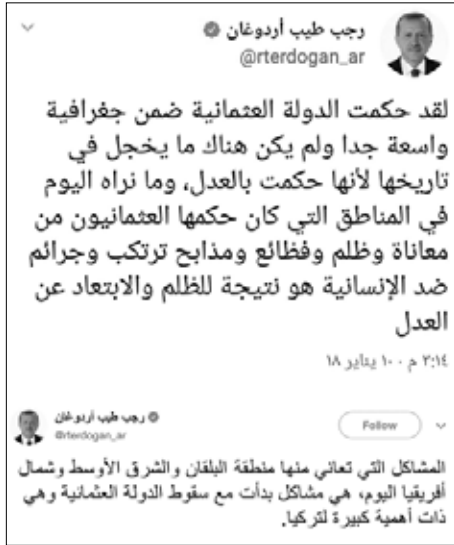 رجب طيب أردوغان
@rterdogan_ar
لقد حكمت الدولة العثمانية ضمن جغرافية
واسعة جدا ولم يكن هناك ما يخجل في
تاريخها لأنها حكمت بالعدل، وما نراه اليوم
في المناطق التي كان حكمها العثمانيون من
معاناة وظلم وفظائع ومذابح ترتكب وجرائم
ضد الإنسانية هو نتيجة للظلم والابتعاد عن
العدل
٣:١٤ م - ١٠ يناير ١٨
رجب طيب أردوغان
@rterdogan_ar
Follow
المشاكل التي تعاني منها منطقة البلقان والشرق الأوسط وشمال
أفريقيا اليوم، هي مشاكل بدأت مع سقوط الدولة العثمانية وهي
ذات أهمية كبيرة لتركيا.